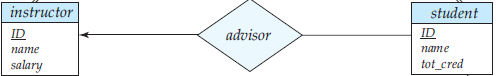 instructor
ID
name
salary
advisor
student
ID
name
tot_cred